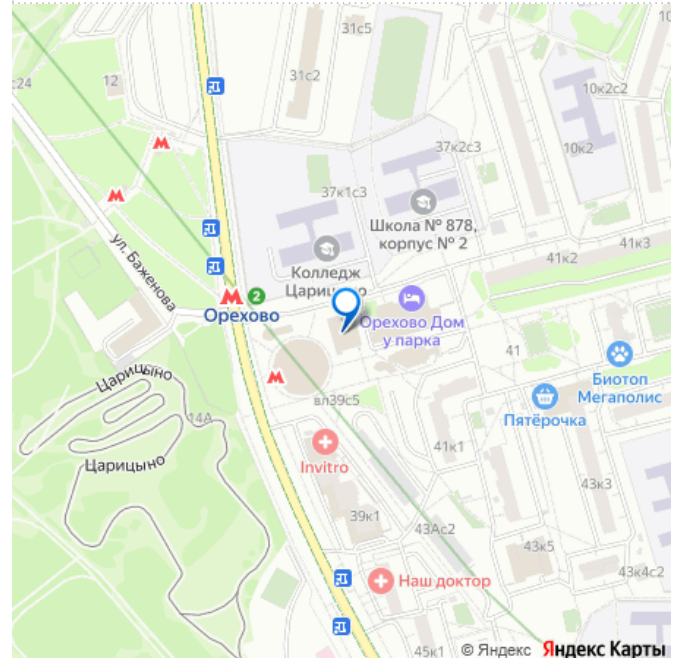 31с5
10
с24
12
31с2
10к2с2
М
М
37к2с3
10к2
37к1с3
Школа № 878,
корпус № 2
ул. Баженова
Колледж
Царицыно
41к2
41к3
М
2
Орехово
Орехово Дом
у парка
41
Биотоп
Мегаполис
Царицыно
М
вл39с5
14А
Пятёрочка
Царицыно
Invitro
41к1
43к3
39к1
43Ас2
43к5
Наш доктор
43к4с2
45к1
© Яндекс Яндекс Карты